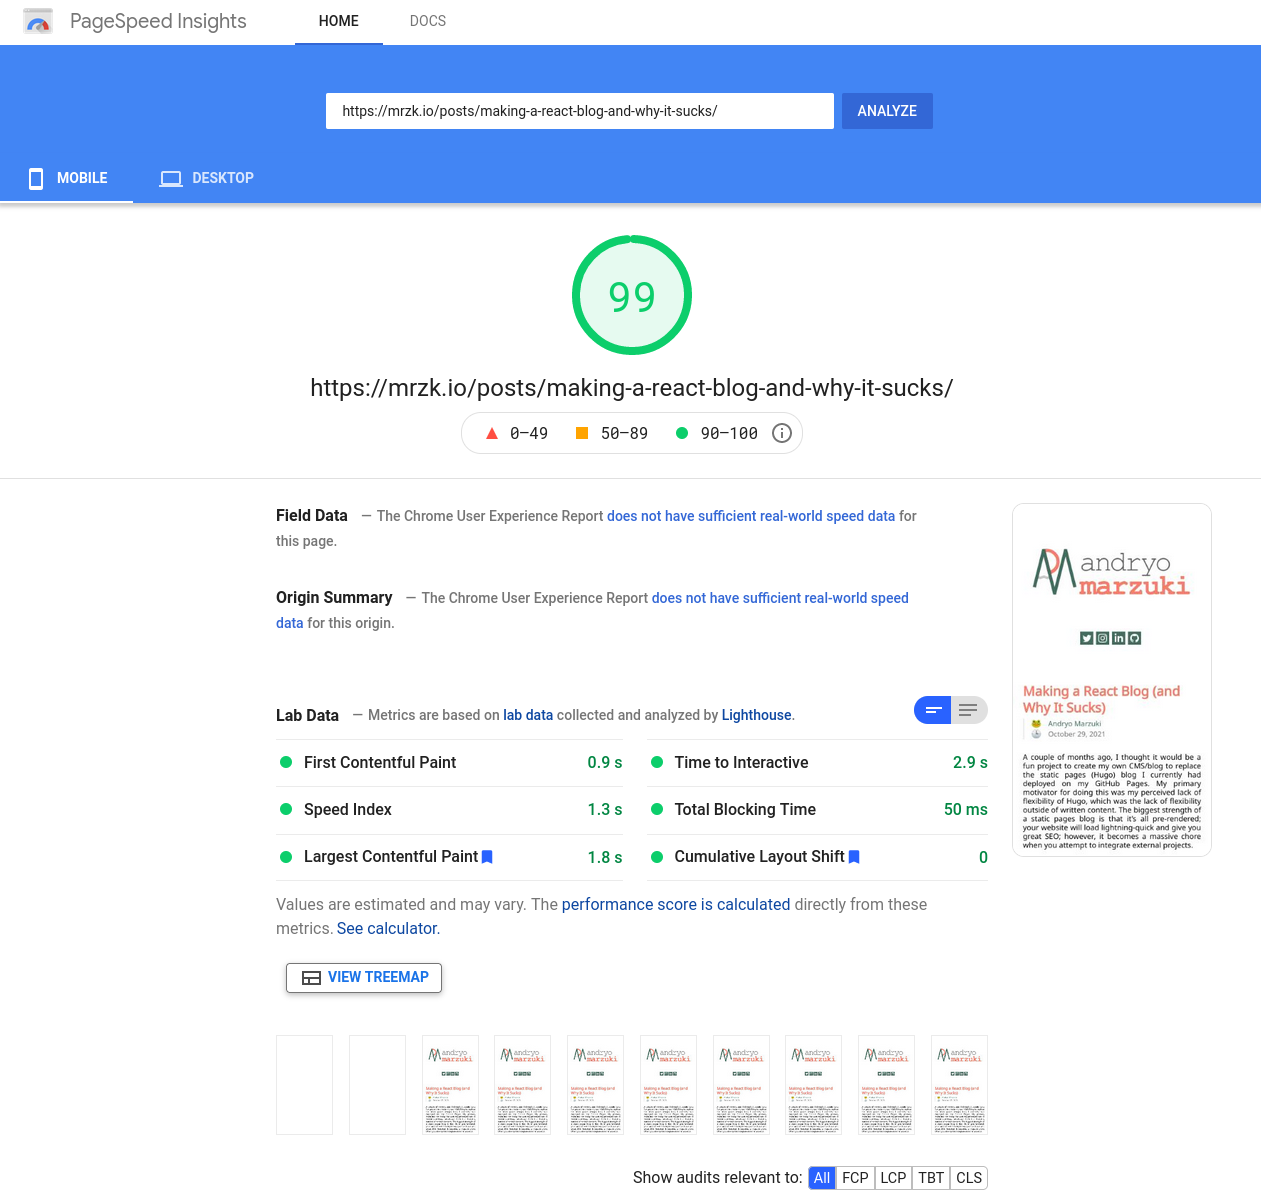 PageSpeed Insights
HOME
DOCS
https://mrzk.io/posts/making-a-react-blog-and-why-it-sucks/
ANALYZE
MOBILE
DESKTOP
99
https://mrzk.io/posts/making-a-react-blog-and-why-it-sucks/
0–49
50–89
90–100
Field Data — The Chrome User Experience Report does not have sufficient real-world speed data for
this page.
Origin Summary — The Chrome User Experience Report does not have sufficient real-world speed
data for this origin.
andryo
marzuki
Making a React Blog (and
Why It Sucks)
Andryo Marzuki
October 29, 2021
A couple of months ago, I thought it would be a
fun project to create my own CMS/blog to replace
the static pages (Hugo) blog I currently had
deployed on my GitHub Pages. My primary
motivator for doing this was my perceived lack of
flexibility of Hugo, which was the lack of flexibility
outside of written content. The biggest strength of
a static pages blog is that it's all pre-rendered;
your website will load lightning-quick and give you
great SEO; however, it becomes a massive chore
when you attempt to integrate external projects.
Lab Data — Metrics are based on lab data collected and analyzed by Lighthouse.
First Contentful Paint 0.9 s
Time to Interactive 2.9 s
Speed Index 1.3 s
Total Blocking Time 50 ms
Largest Contentful Paint 1.8 s
Cumulative Layout Shift 0
Values are estimated and may vary. The performance score is calculated directly from these
metrics. See calculator.
VIEW TREEMAP
Show audits relevant to: All FCP LCP TBT CLS